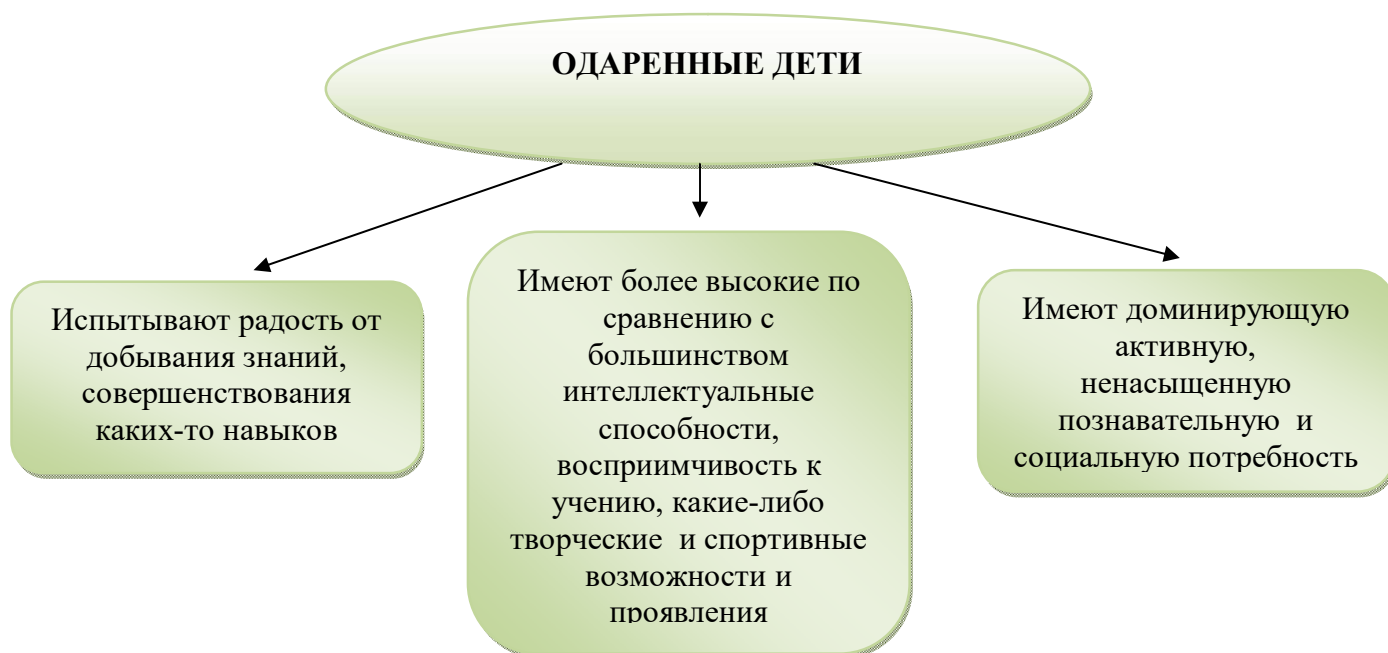 ОДАРЕННЫЕ ДЕТИ
Испытывают радость от
добывания знаний,
совершенствования
каких-то навыков
Имеют более высокие по
сравнению с
большинством
интеллектуальные
способности,
восприимчивость к
учению, какие-либо
творческие и спортивные
возможности и
проявления
Имеют доминирующую
активную,
ненасыщенную
познавательную и
социальную потребность